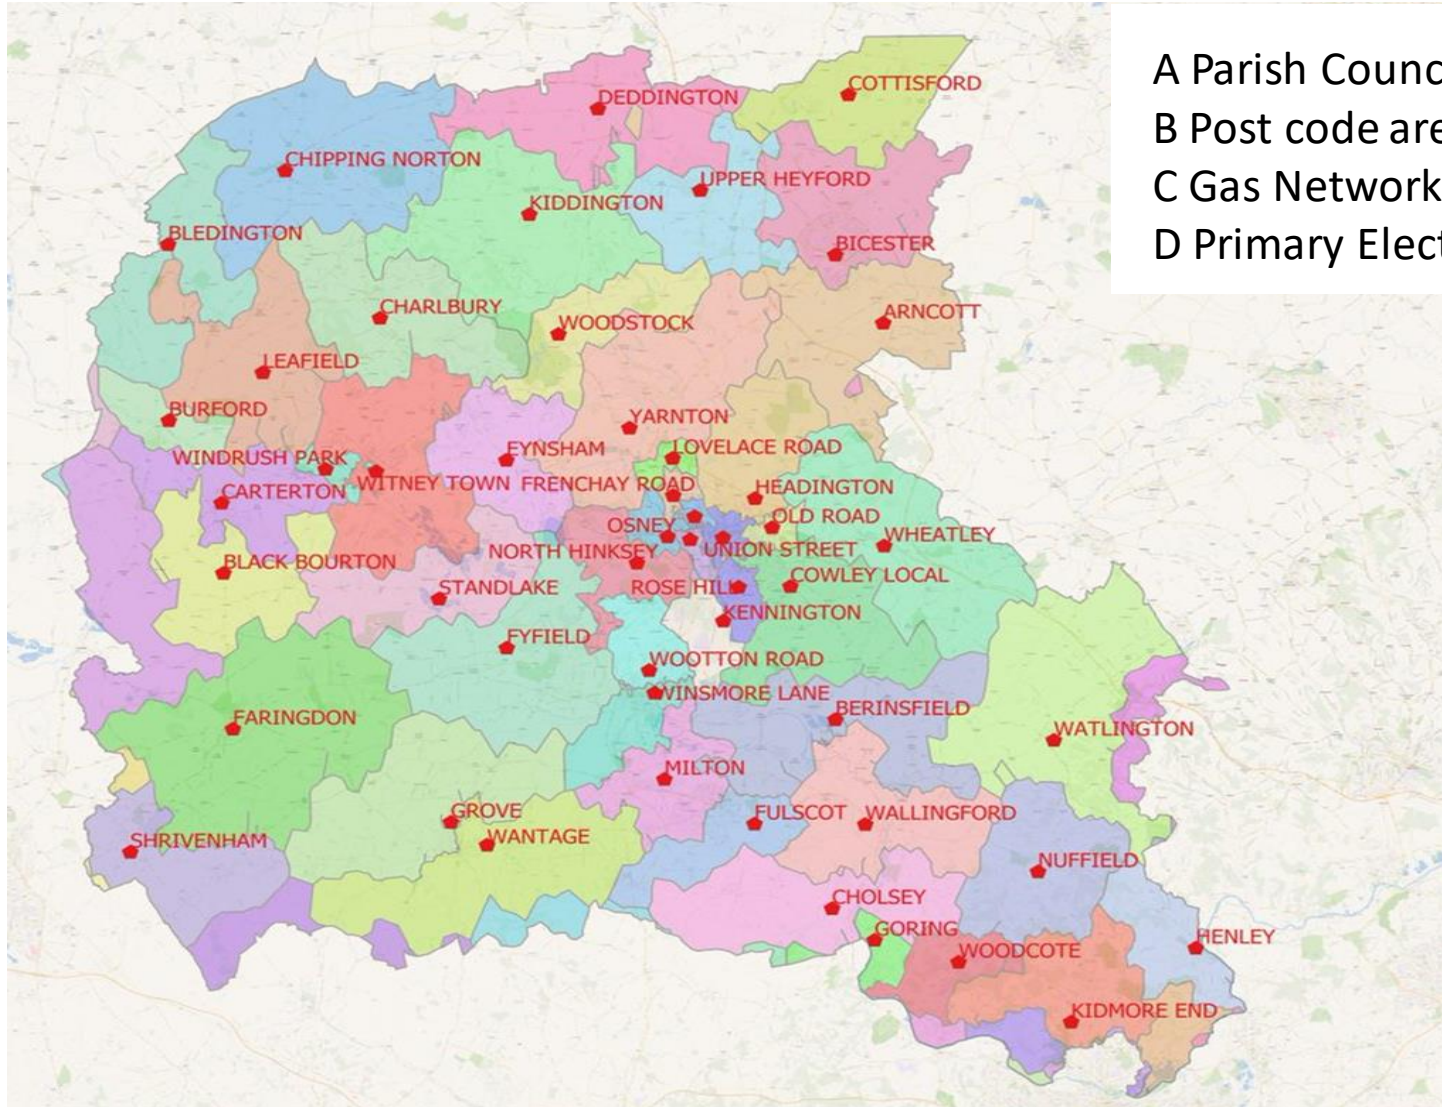 A Parish Counc
B Post code are
C Gas Network
D Primary Elect
COTTISFORD
DEDDINGTON
CHIPPING NORTON
UPPER HEYFORD
KIDDINGTON
BLEDINGTON
BICESTER
CHARLBURY
ARNCOTT
WOODSTOCK
LEAFIELD
BURFORD
YARNTON
LOVELACE ROAD
EYNSHAM
WINDRUSH PARK
WITNEY TOWN
FRENCHAY ROAD
HEADINGTON
CARTERTON
OLD ROAD
OSNEY
WHEATLEY
NORTH HINKSEY
UNION STREET
BLACK BOURTON
COWLEY LOCAL
STANDLAKE
ROSE HILL
KENNINGTON
FYFIELD
WOOTTON ROAD
WINSMORE LANE
BERINSFIELD
FARINGDON
WATLINGTON
MILTON
GROVE
FULSCOT
WALLINGFORD
WANTAGE
SHRIVENHAM
NUFFIELD
CHOLSEY
GORING
HENLEY
WOODCOTE
KIDMORE END